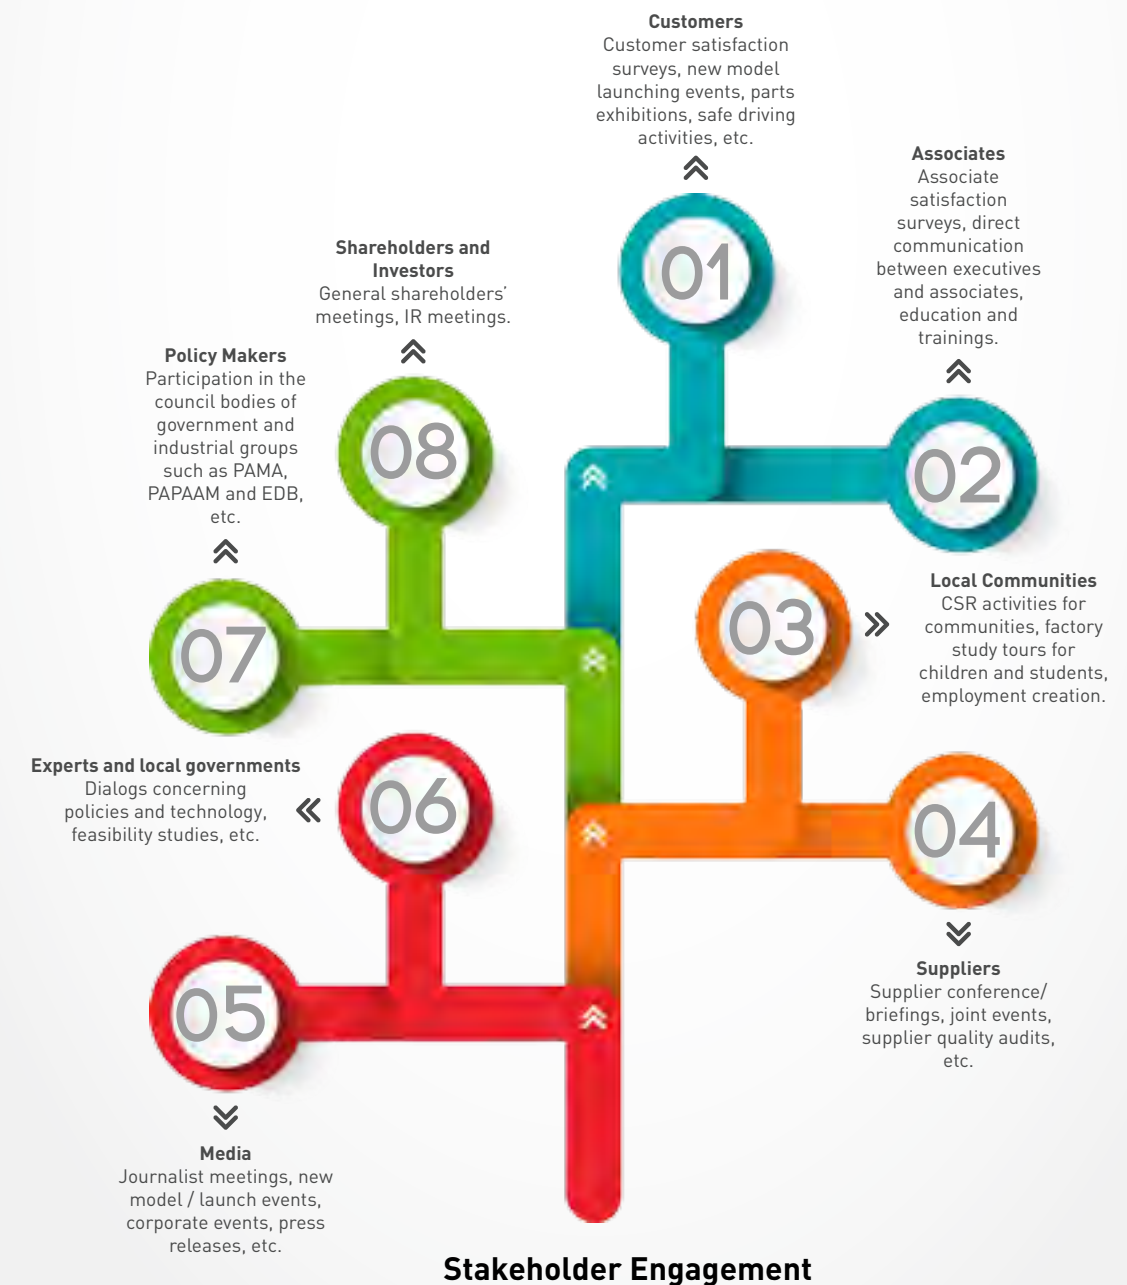 Customers
Customer satisfaction
surveys, new model
launching events, parts
exhibitions, safe driving
activities, etc.
01
Associates
Associate
satisfaction
surveys, direct
communication
between executives
and associates,
education and
trainings.
02
Shareholders and
Investors
General shareholders’
meetings, IR meetings.
08
Policy Makers
Participation in the
council bodies of
government and
industrial groups
such as PAMA,
PAPAAM and EDB,
etc.
07
03
Local Communities
CSR activities for
communities, factory
study tours for
children and students,
employment creation.
Experts and local governments
Dialogs concerning
policies and technology,
feasibility studies, etc.
06
04
Suppliers
Supplier conference/
briefings, joint events,
supplier quality audits,
etc.
05
Media
Journalist meetings, new
model / launch events,
corporate events, press
releases, etc.
Stakeholder Engagement